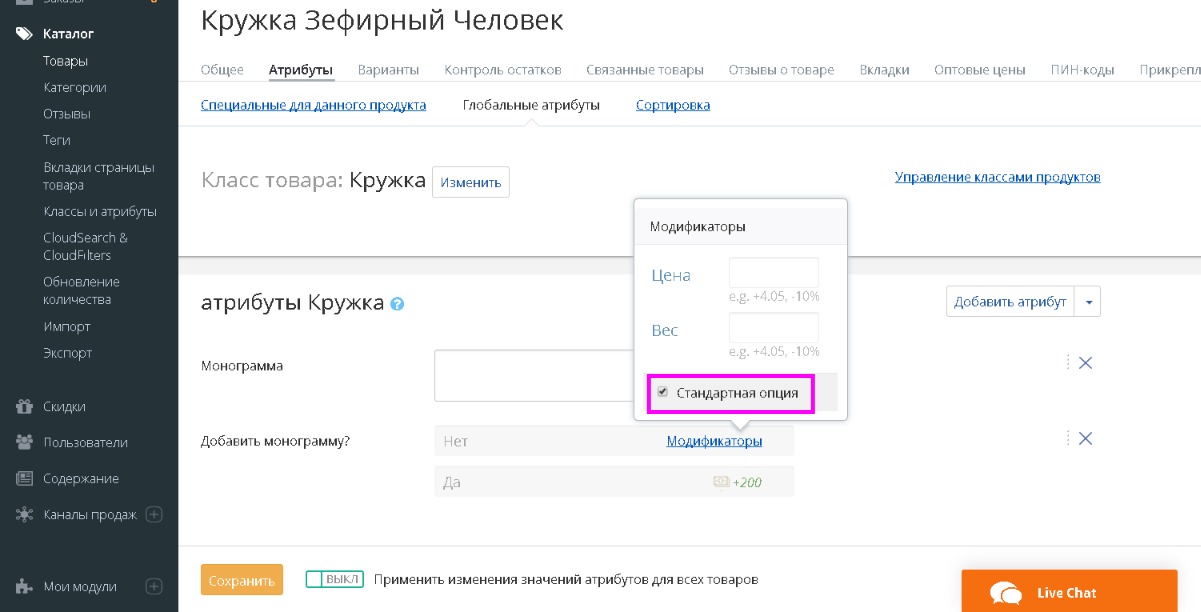 Заказы
Каталог
Товары
Категории
Отзывы
Теги
Вкладки страницы
товара
Классы и атрибуты
CloudSearch &
CloudFilters
Обновление
количества
Импорт
Экспорт
Скидки
Пользователи
Содержание
Каналы продаж
Мои модули
Кружка Зефирный Человек
Общее Атрибуты Варианты Контроль остатков Связанные товары Отзывы о товаре Вкладки Оптовые цены ПИН-коды Прикрепл
Специальные для данного продукта Глобальные атрибуты Сортировка
Класс товара: Кружка Изменить Управление классами продуктов
Модификаторы
Цена
e.g. +4.05, -10%
Вес
e.g. +4.05, -10%
Стандартная опция
атрибуты Кружка ? Добавить атрибут
Монограмма
Добавить монограмму? Нет Модификаторы
Да +200
Сохранить ВЫКЛ Применить изменения значений атрибутов для всех товаров
Live Chat